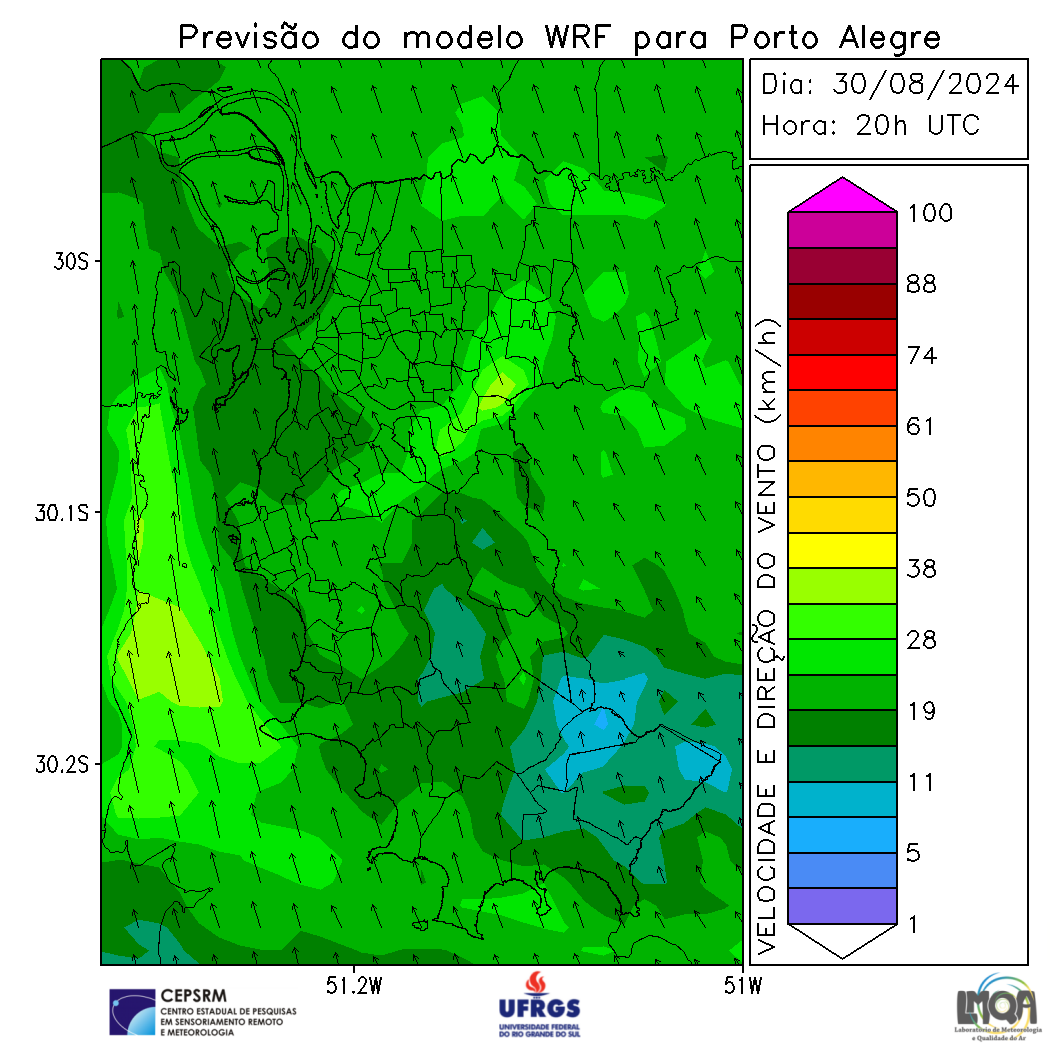 Previsão do modelo WRF para Porto Alegre
Dia: 30/08/2024
Hora: 20h UTC
30S
30.1S
30.2S
51.2W
51W
VELOCIDADE E DIREÇÃO DO VENTO (km/h)
100
88
74
61
50
38
28
19
11
5
1
CEPSRM
CENTRO ESTADUAL DE PESQUISAS
EM SENSORIAMENTO REMOTO
E METEOROLOGIA
UFRGS
UNIVERSIDADE FEDERAL
DO RIO GRANDE DO SUL
LMQA
Laboratório de Meteorologia
e Qualidade do Ar